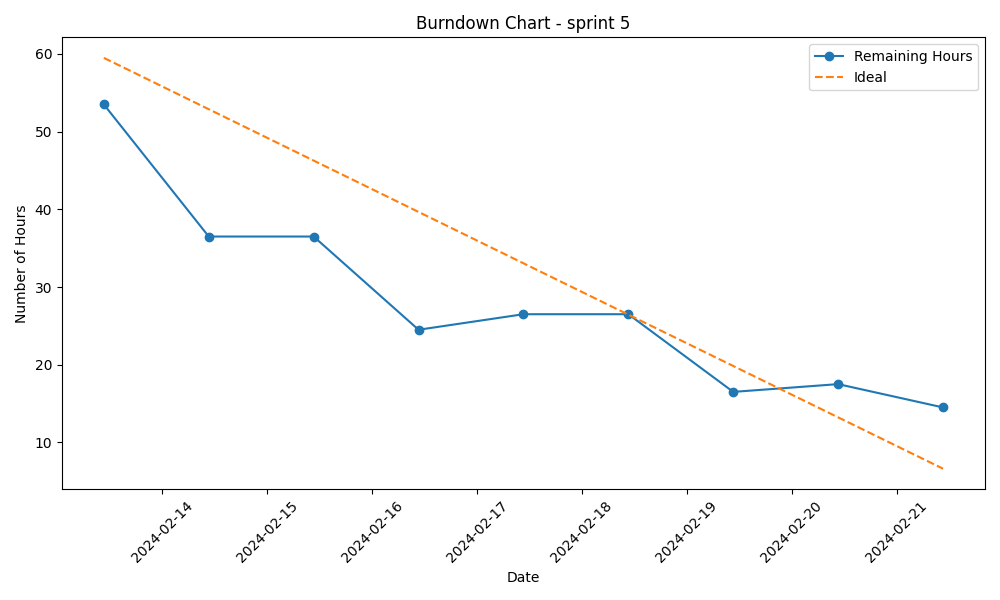 Burndown Chart - sprint 5
Remaining Hours
Ideal
60
50
40
30
20
10
Number of Hours
2024-02-14
2024-02-15
2024-02-16
2024-02-17
2024-02-18
2024-02-19
2024-02-20
2024-02-21
Date